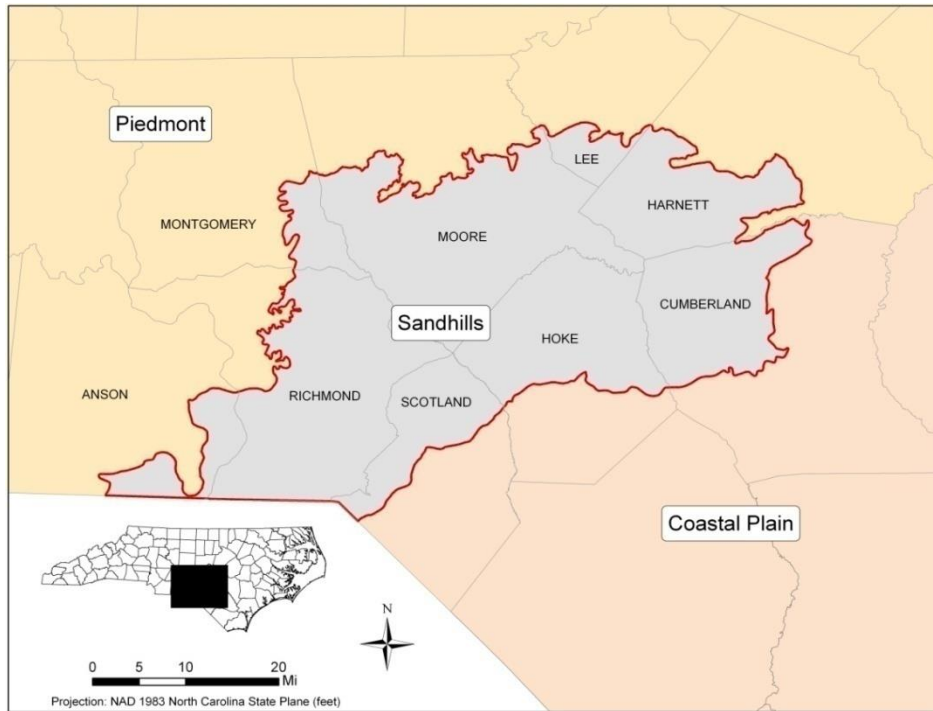 Piedmont
LEE
HARNETT
MONTGOMERY
MOORE
CUMBERLAND
Sandhills
HOKE
ANSON
RICHMOND
SCOTLAND
Coastal Plain
N
0 5 10 20
Mi
Projection: NAD 1983 North Carolina State Plane (feet)